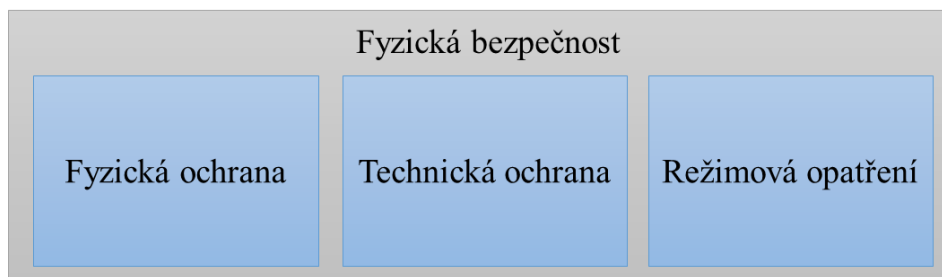 Fyzická bezpečnost
Fyzická ochrana
Technická ochrana
Režimová opatření